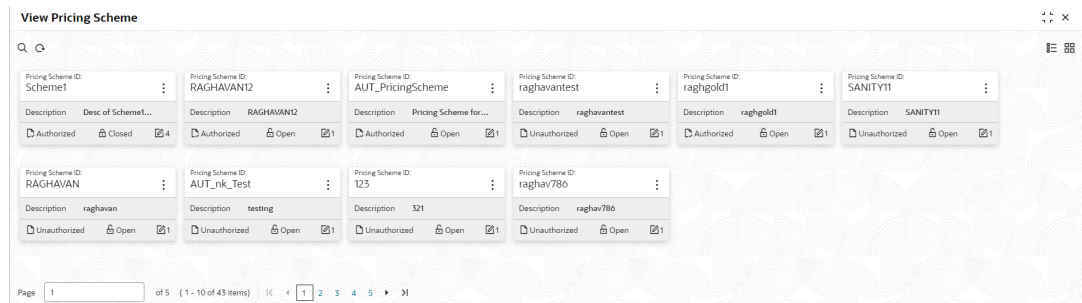 View Pricing Scheme
Pricing Scheme ID: Pricing Scheme ID: Pricing Scheme ID: Pricing Scheme ID: Pricing Scheme ID: Pricing Scheme ID:
Scheme1 RAGHAVAN12 AUT_PricingScheme raghavantest raghgold1 SANITY11
Description Desc of Scheme1... Description RAGHAVAN12 Description Pricing Scheme for... Description raghavantest Description raghgold1 Description SANITY11
Authorized Closed 4 Authorized Open 1 Authorized Open 1 Unauthorized Open 1 Authorized Open 1 Unauthorized Open 1
Pricing Scheme ID: Pricing Scheme ID: Pricing Scheme ID: Pricing Scheme ID:
RAGHAVAN AUT_nk_Test 123 raghav786
Description raghavan Description testing Description 321 Description raghav786
Unauthorized Open 1 Unauthorized Open 1 Unauthorized Open 1 Unauthorized Open 1
Page 1 of 5 (1 - 10 of 43 items) 1 2 3 4 5